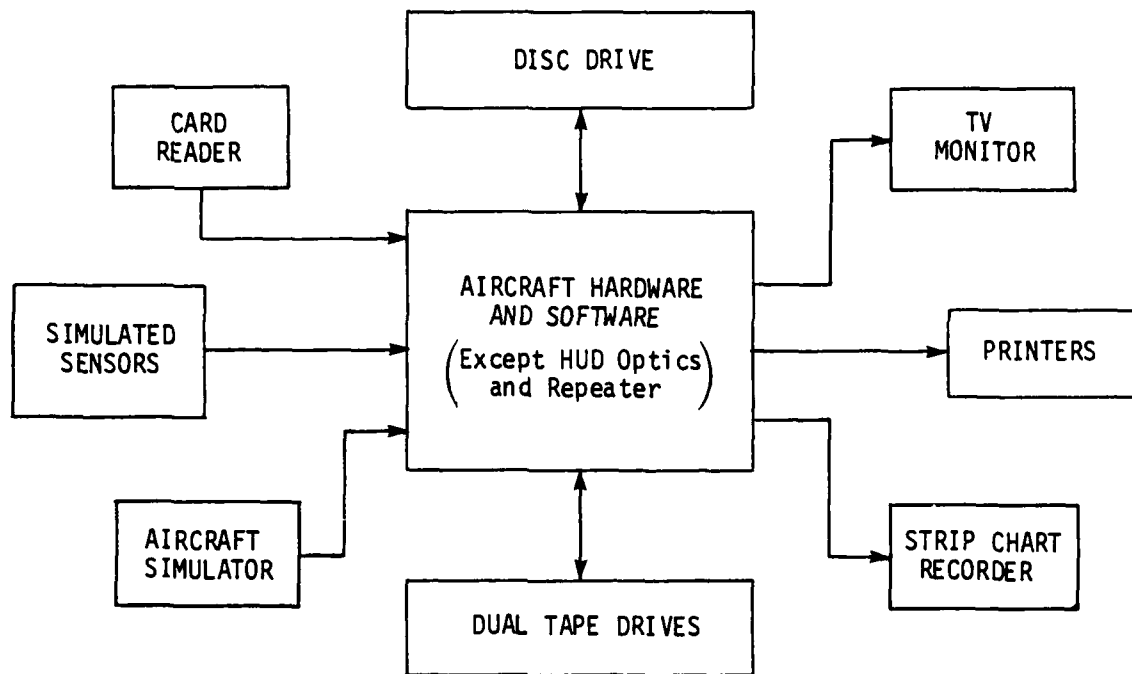 DISC DRIVE
CARD
READER
TV
MONITOR
AIRCRAFT HARDWARE
AND SOFTWARE
(Except HUD Optics
and Repeater)
SIMULATED
SENSORS
PRINTERS
AIRCRAFT
SIMULATOR
STRIP CHART
RECORDER
DUAL TAPE DRIVES